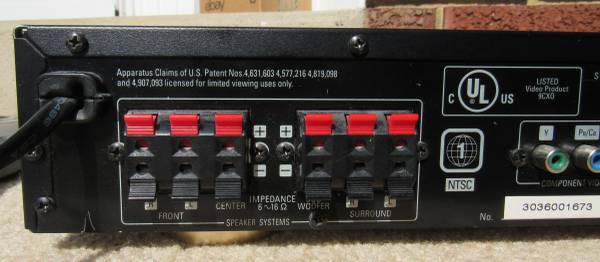 Apparatus Claims of U.S. Patent Nos. 4,631,603 4,577,216 4,819,098
and 4,907,093 licensed for limited viewing uses only.
C UL US
LISTED
Video Product
9CX0
S
+ +
- -
1
NTSC
Y PB/CB
COMPONENT VID
R L CENTER IMPEDANCE WOOFER R L
6~16 Ω
FRONT SURROUND
SPEAKER SYSTEMS
No. 3036001673